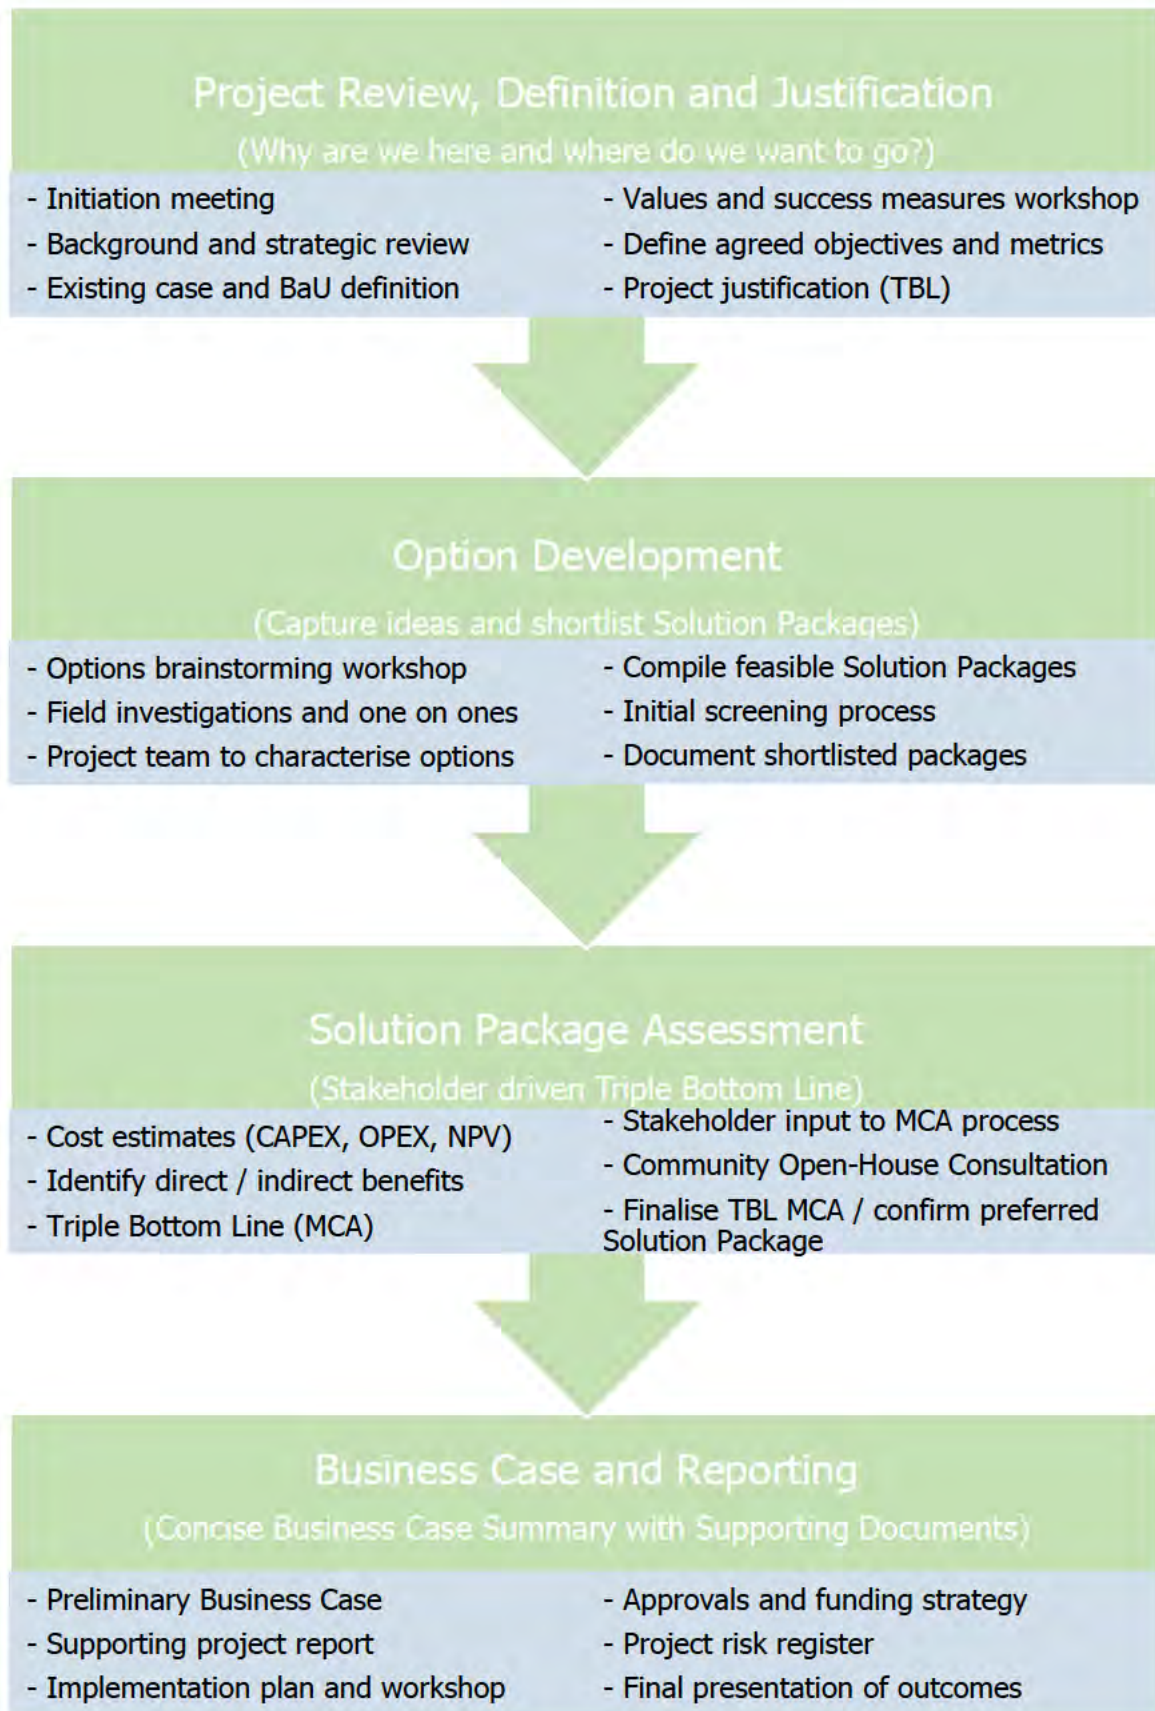 Project Review, Definition and Justification
(Why are we here and where do we want to go?)
- Initiation meeting
- Background and strategic review
- Existing case and BaU definition
- Values and success measures workshop
- Define agreed objectives and metrics
- Project justification (TBL)
Option Development
(Capture ideas and shortlist Solution Packages)
- Options brainstorming workshop
- Field investigations and one on ones
- Project team to characterise options
- Compile feasible Solution Packages
- Initial screening process
- Document shortlisted packages
Solution Package Assessment
(Stakeholder driven Triple Bottom Line)
- Cost estimates (CAPEX, OPEX, NPV)
- Identify direct / indirect benefits
- Triple Bottom Line (MCA)
- Stakeholder input to MCA process
- Community Open-House Consultation
- Finalise TBL MCA / confirm preferred
Solution Package
Business Case and Reporting
(Concise Business Case Summary with Supporting Documents)
- Preliminary Business Case
- Supporting project report
- Implementation plan and workshop
- Approvals and funding strategy
- Project risk register
- Final presentation of outcomes